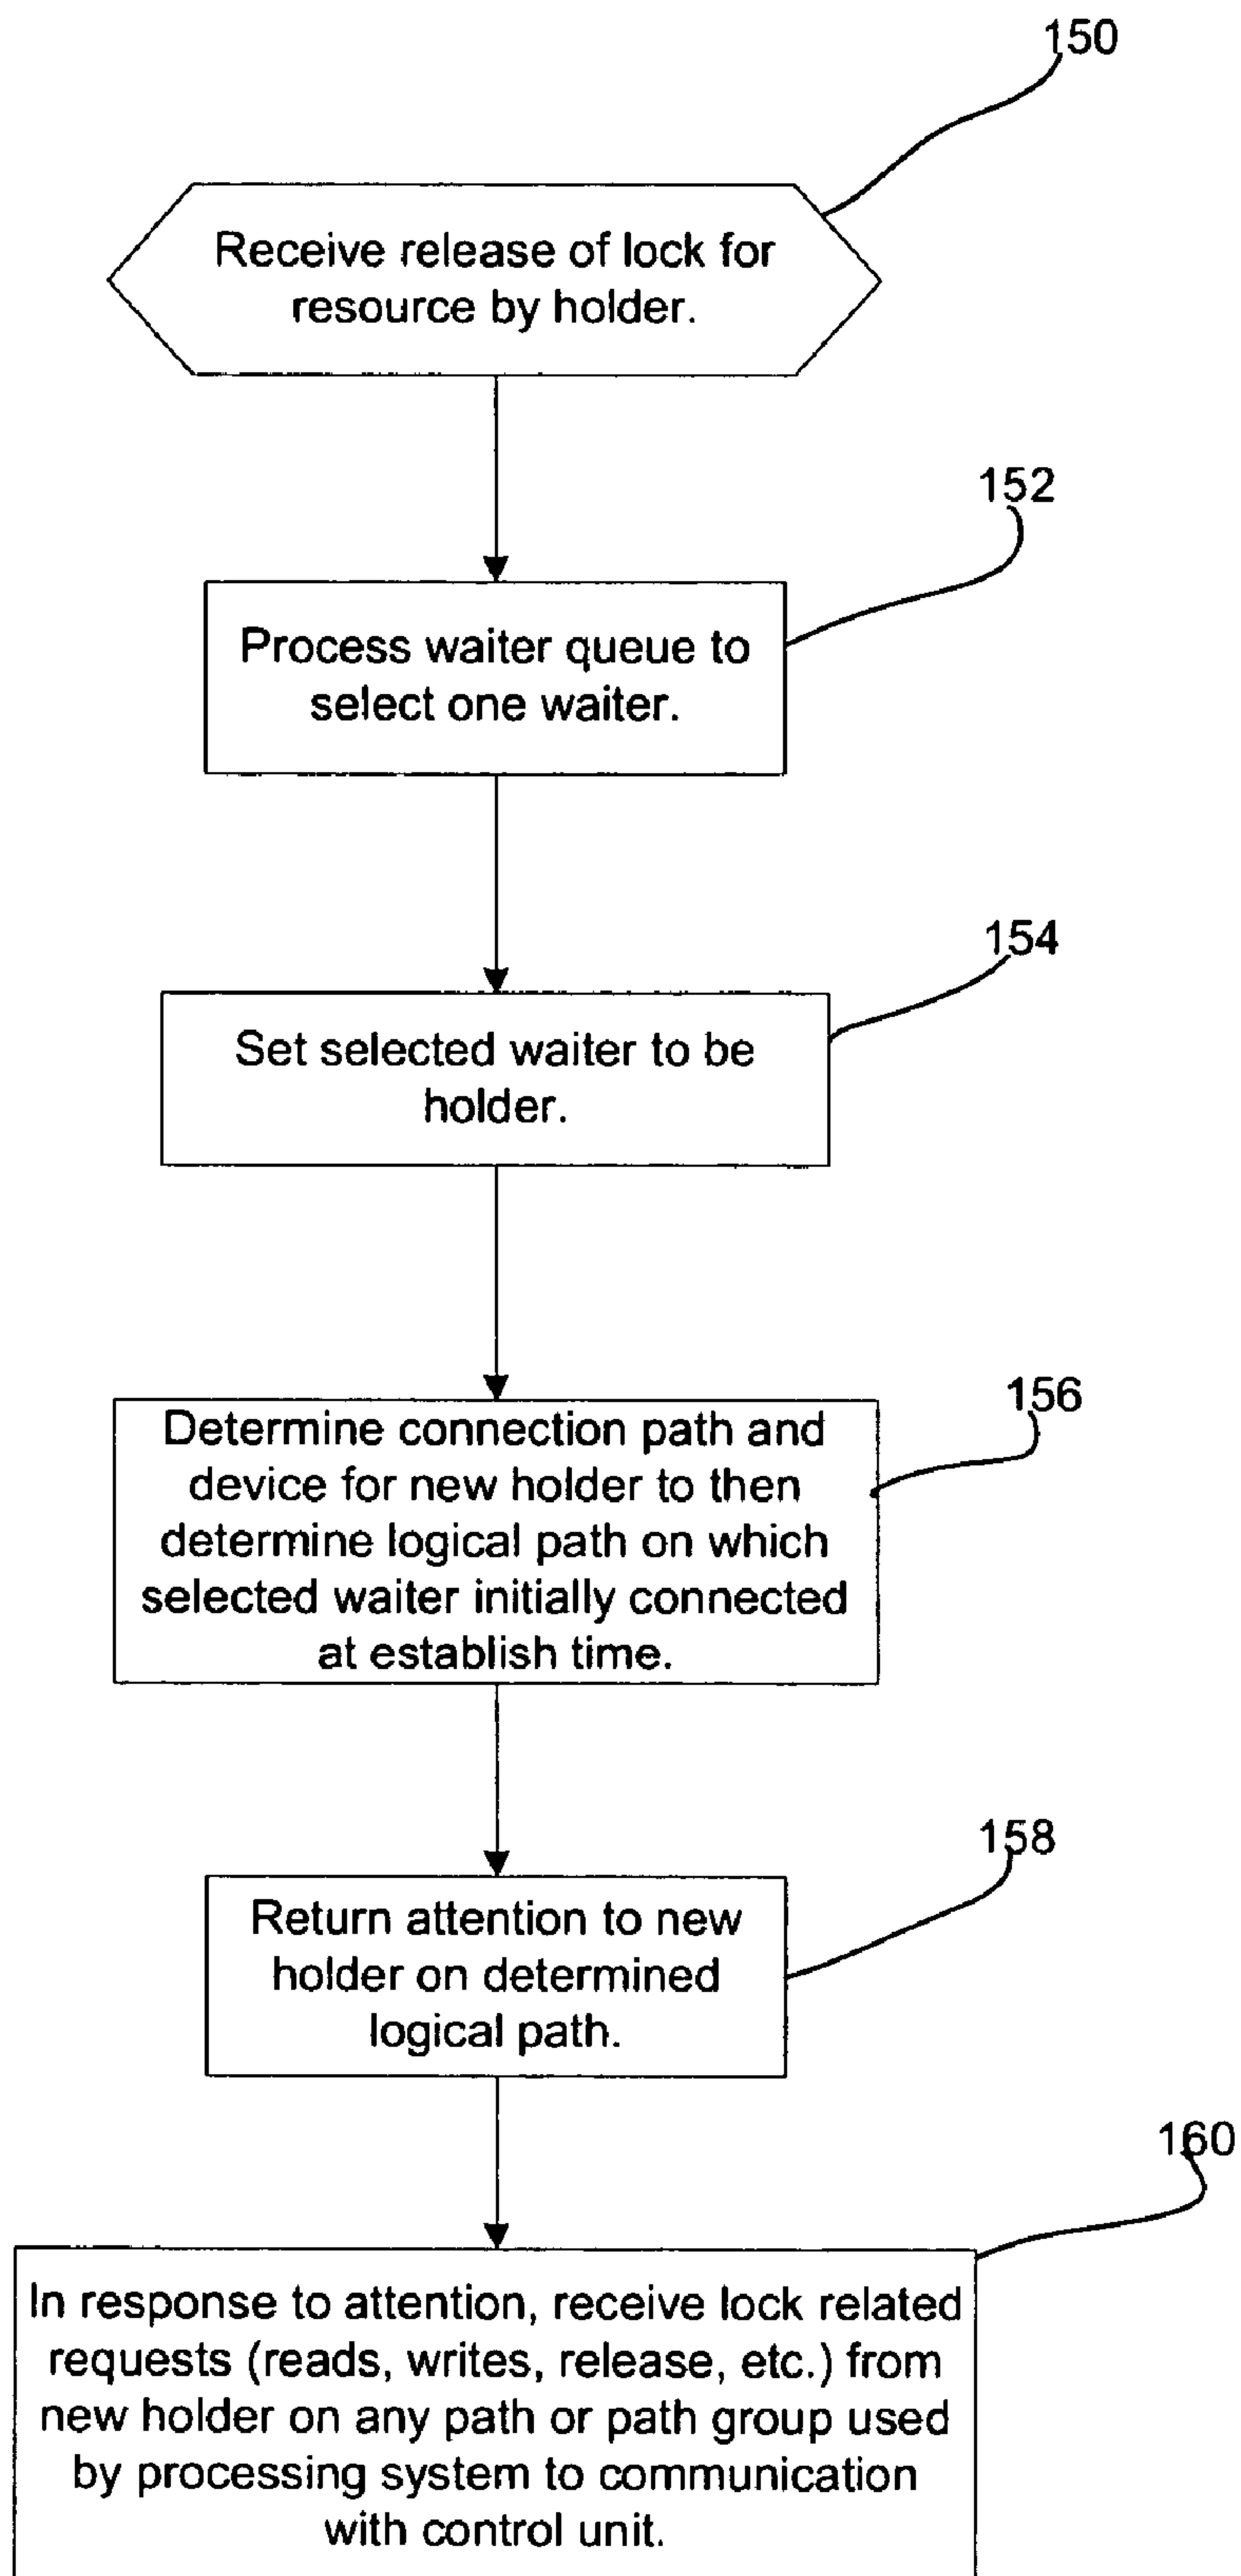 150
Receive release of lock for
resource by holder.
152
Process waiter queue to
select one waiter.
154
Set selected waiter to be
holder.
156
Determine connection path and
device for new holder to then
determine logical path on which
selected waiter initially connected
at establish time.
158
Return attention to new
holder on determined
logical path.
160
In response to attention, receive lock related
requests (reads, writes, release, etc.) from
new holder on any path or path group used
by processing system to communication
with control unit.